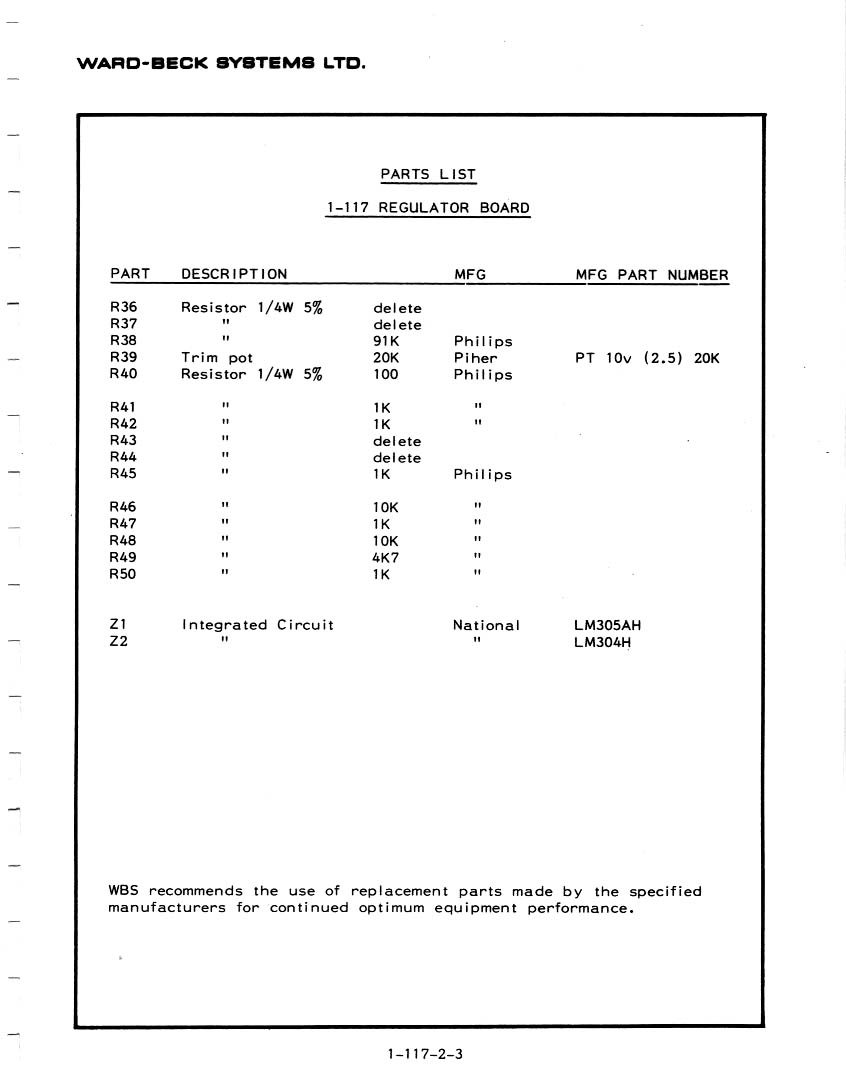 WARD-BECK SYSTEMS LTD.
PARTS LIST
1-117 REGULATOR BOARD
PART DESCRIPTION MFG MFG PART NUMBER
R36 Resistor 1/4W 5% delete
R37 " delete
R38 " 91K Philips
R39 Trim pot 20K Piher PT 10v (2.5) 20K
R40 Resistor 1/4W 5% 100 Philips
R41 " 1K "
R42 " 1K "
R43 " delete
R44 " delete
R45 " 1K Philips
R46 " 10K "
R47 " 1K "
R48 " 10K "
R49 " 4K7 "
R50 " 1K "
Z1 Integrated Circuit National LM305AH
Z2 " " LM304H
WBS recommends the use of replacement parts made by the specified
manufacturers for continued optimum equipment performance.
1-117-2-3